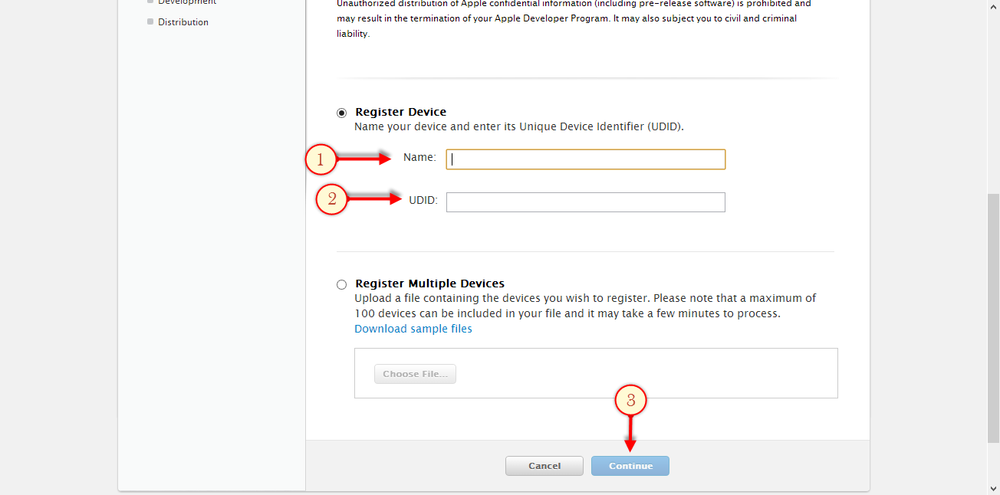 Development
Distribution
Unauthorized distribution of Apple confidential information (including pre-release software) is prohibited and
may result in the termination of your Apple Developer Program. It may also subject you to civil and criminal
liability.
Register Device
Name your device and enter its Unique Device Identifier (UDID).
1
Name:
2
UDID:
Register Multiple Devices
Upload a file containing the devices you wish to register. Please note that a maximum of
100 devices can be included in your file and it may take a few minutes to process.
Download sample files
Choose File...
3
Cancel
Continue